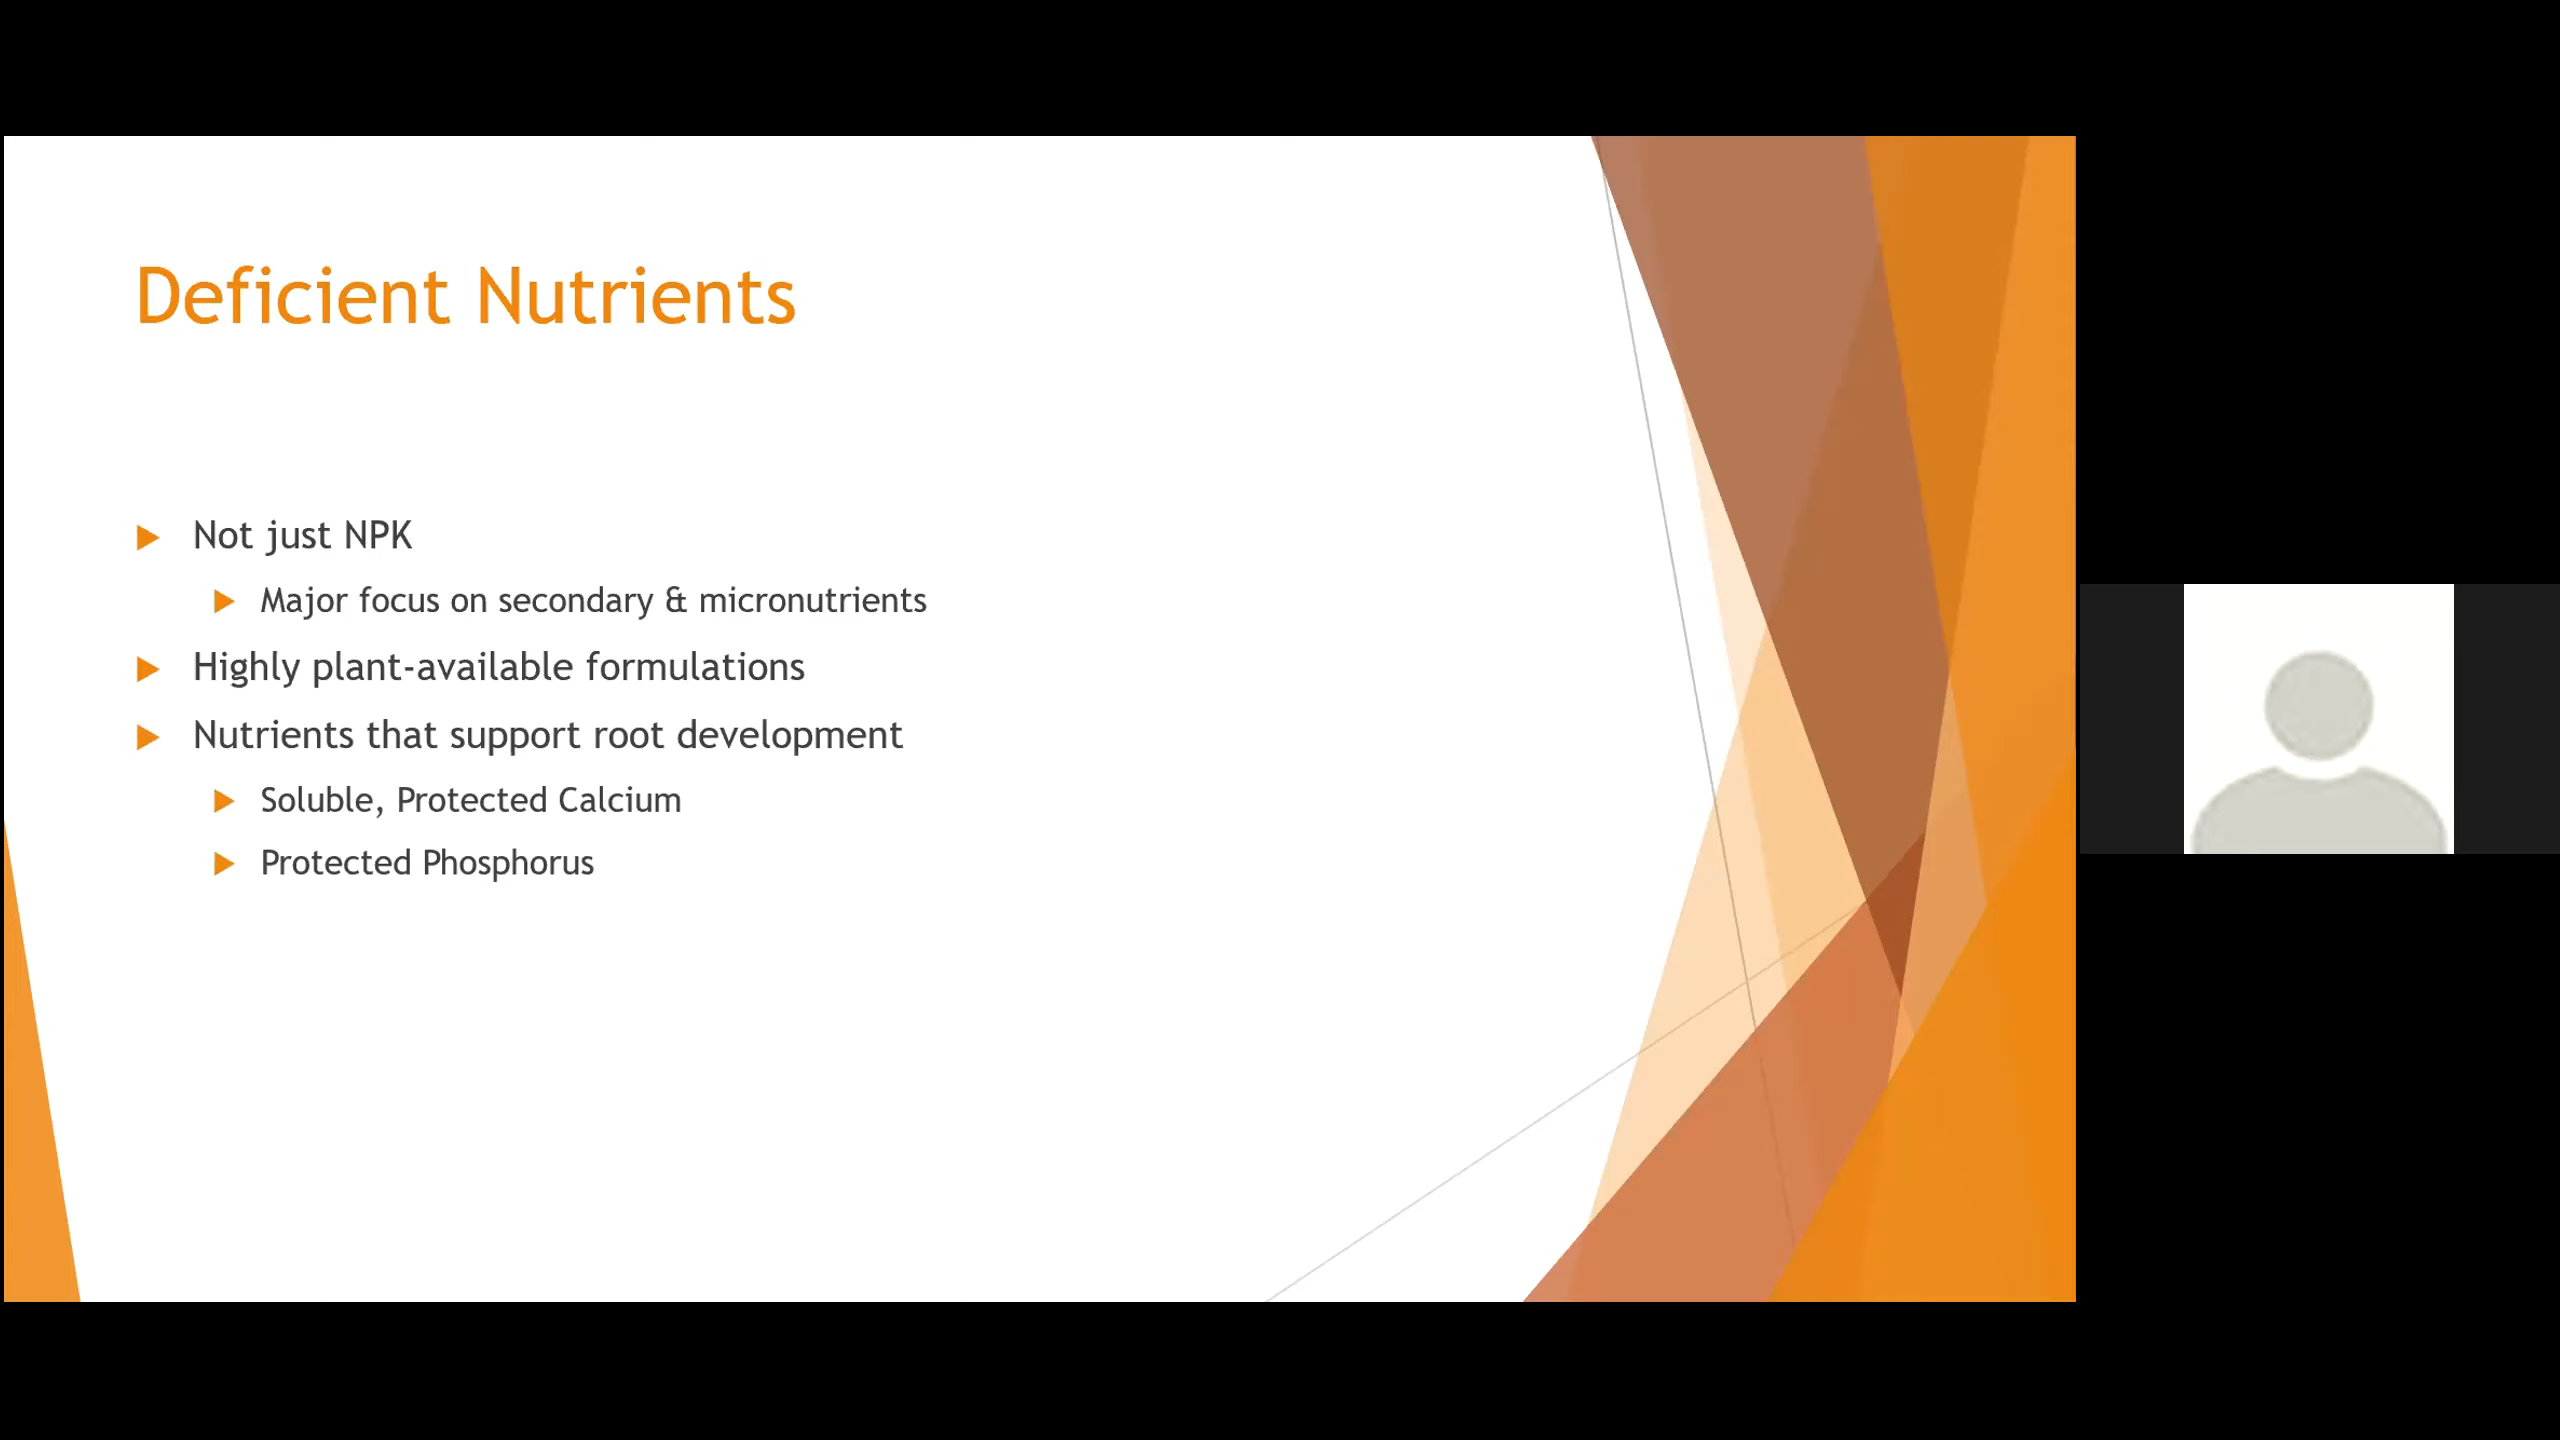 Deficient Nutrients
Not just NPK
Major focus on secondary & micronutrients
Highly plant-available formulations
Nutrients that support root development
Soluble, Protected Calcium
Protected Phosphorus